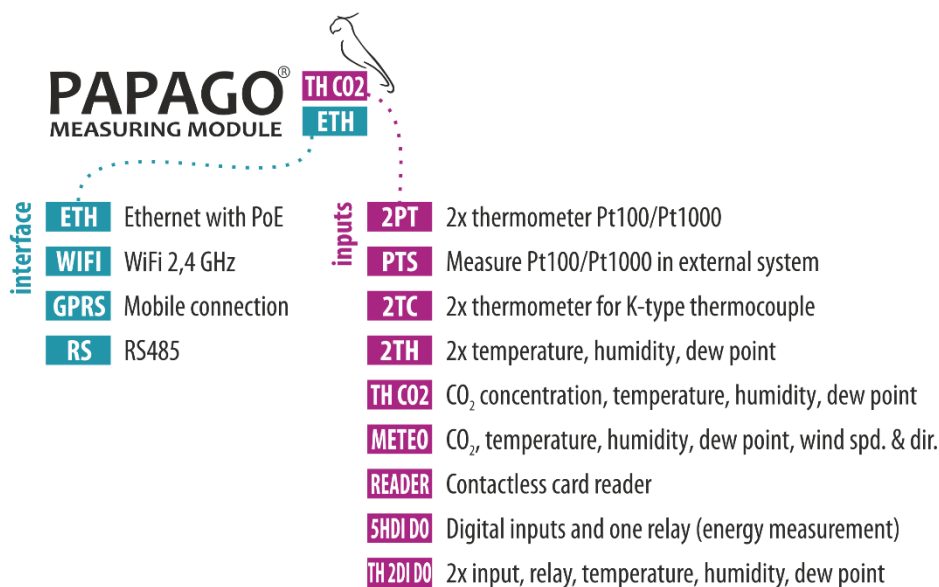 PAPAGO®
MEASURING MODULE
TH CO2
ETH
interface
ETH Ethernet with PoE
WIFI WiFi 2,4 GHz
GPRS Mobile connection
RS RS485
inputs
2PT 2x thermometer Pt100/Pt1000
PTS Measure Pt100/Pt1000 in external system
2TC 2x thermometer for K-type thermocouple
2TH 2x temperature, humidity, dew point
TH CO2 CO₂ concentration, temperature, humidity, dew point
METEO CO₂, temperature, humidity, dew point, wind spd. & dir.
READER Contactless card reader
5HDI DO Digital inputs and one relay (energy measurement)
TH 2DI DO 2x input, relay, temperature, humidity, dew point